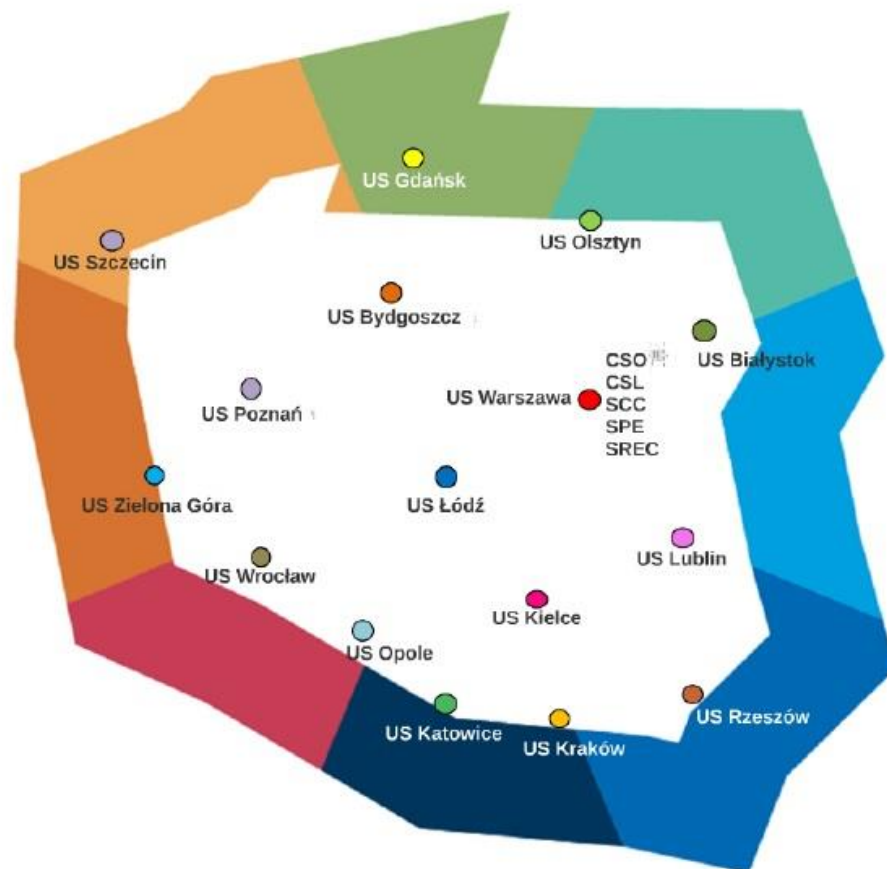 US Gdańsk
US Olsztyn
US Szczecin
US Bydgoszcz
CSO
US Białystok
CSL
US Warszawa
SCC
US Poznań
SPE
SREC
US Zielona Góra
US Łódź
US Lublin
US Wrocław
US Kielce
US Opole
US Rzeszów
US Katowice
US Kraków